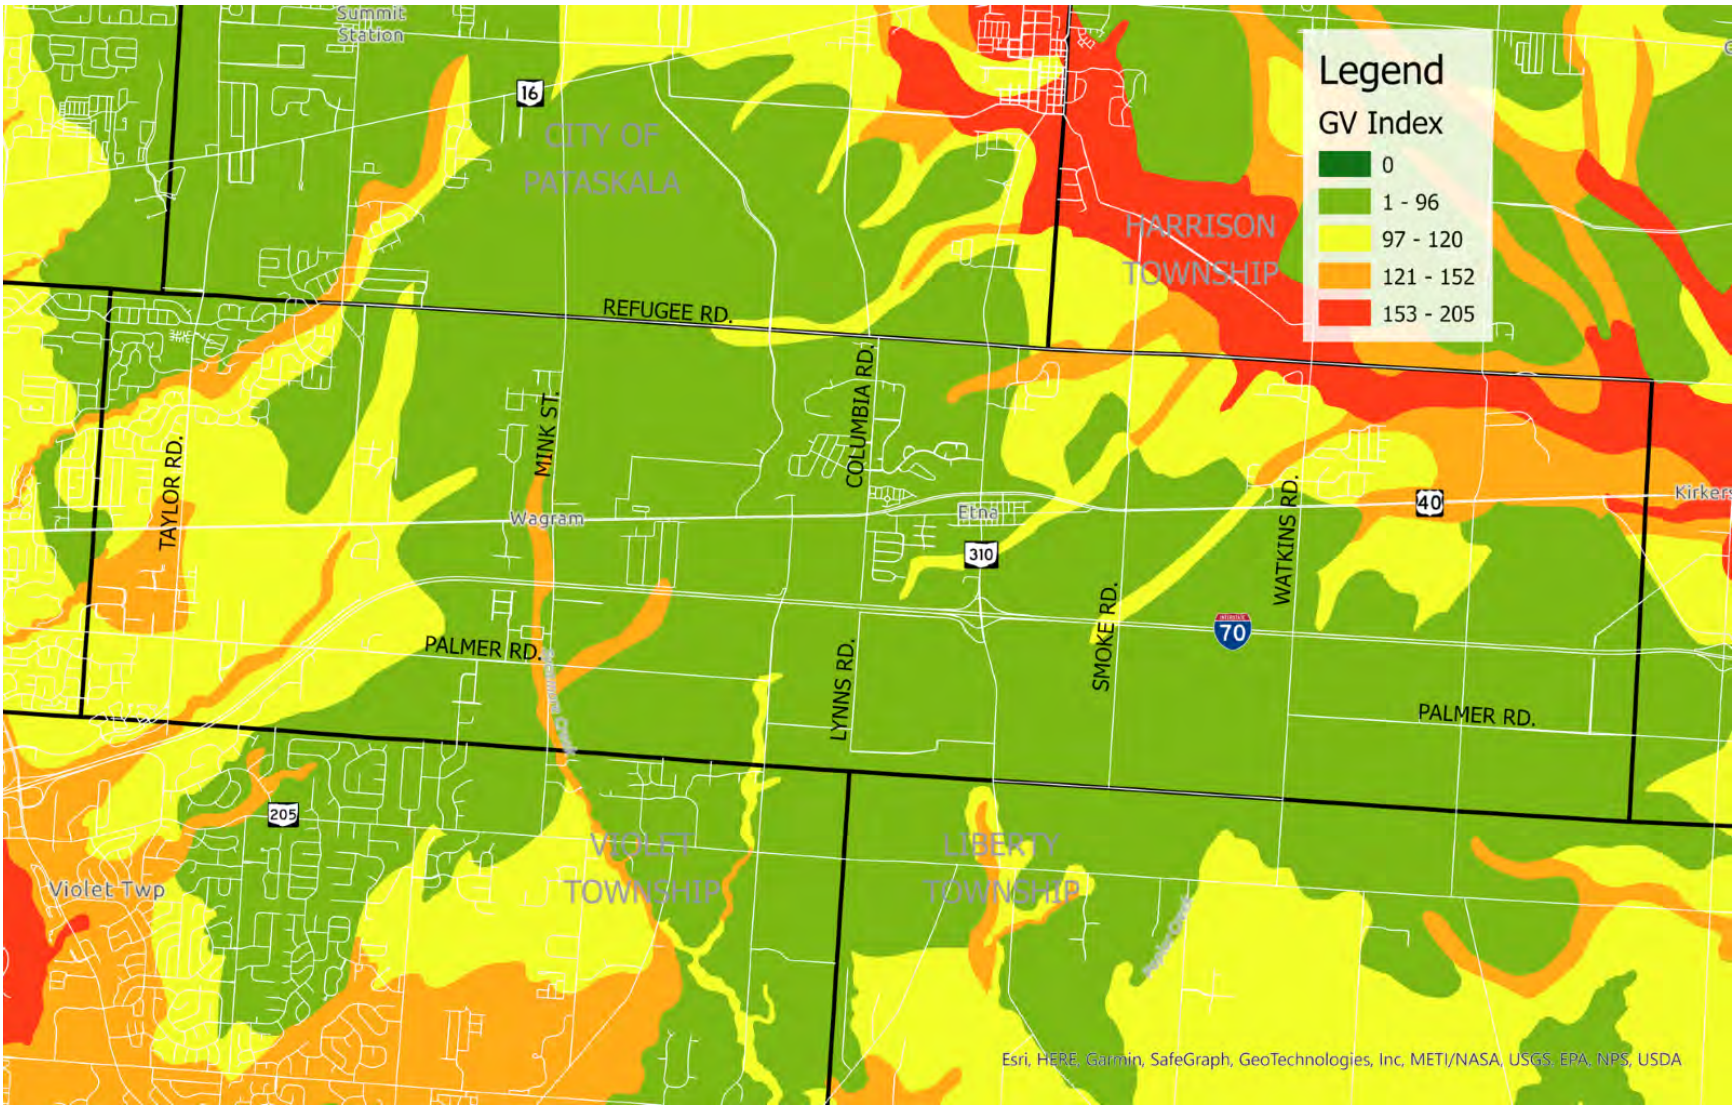 Summit
Station
16
CITY OF
PATASKALA
Legend
GV Index
0
1 - 96
97 - 120
121 - 152
153 - 205
HARRISON
TOWNSHIP
REFUGEE RD.
COLUMBIA RD.
MINK ST.
TAYLOR RD.
Wagram
Etna
310
40
Kirkers
WATKINS RD.
SMOKE RD.
INTERSTATE
70
PALMER RD.
LYNNS RD.
PALMER RD.
205
Violet Twp
VIOLET
TOWNSHIP
LIBERTY
TOWNSHIP
Esri, HERE, Garmin, SafeGraph, GeoTechnologies, Inc, METI/NASA, USGS, EPA, NPS, USDA